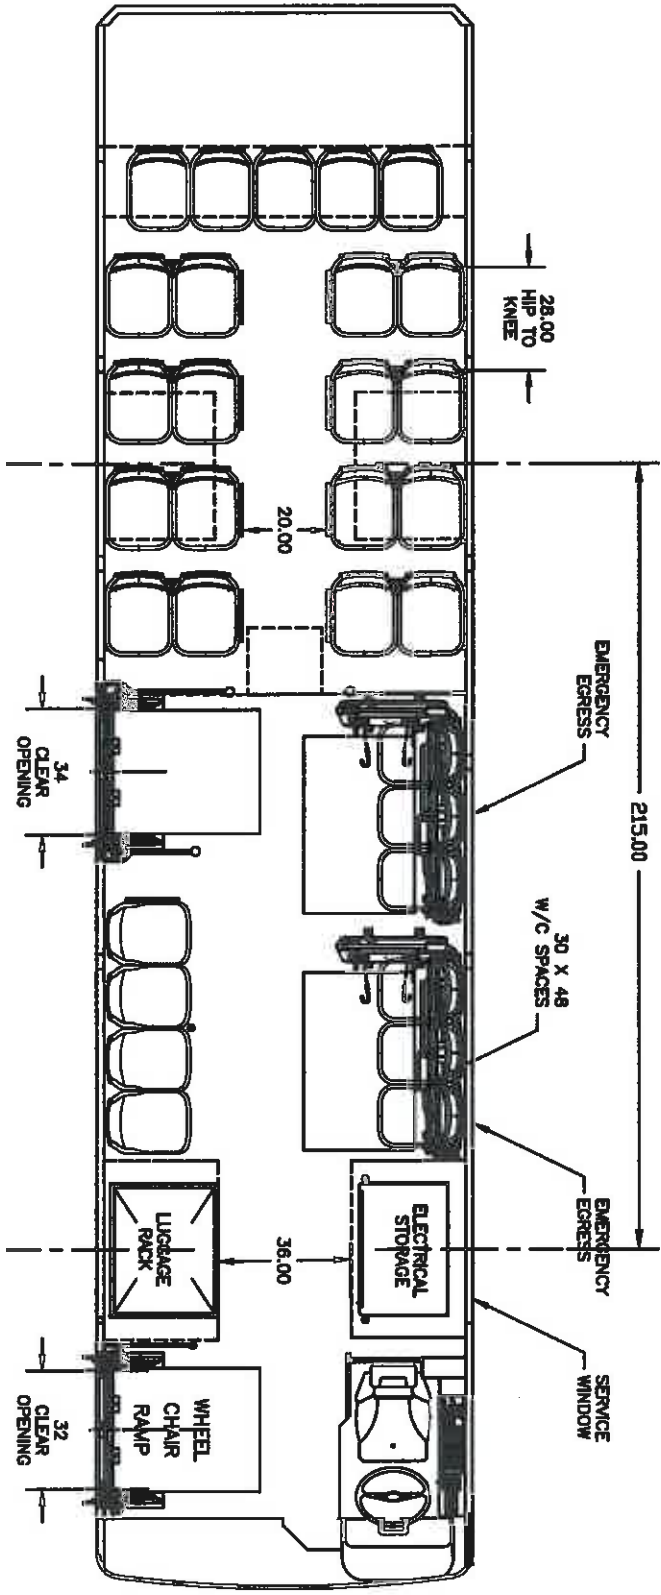 28.00
HIP TO
KNEE
20.00
EMERGENCY
EGRESS
215.00
34
CLEAR
OPENING
30 X 48
W/C SPACES
EMERGENCY
EGRESS
36.00
ELECTRICAL
STORAGE
LUGGAGE
RACK
SERVICE
WINDOW
WHEEL
CHAIR
RAMP
32
CLEAR
OPENING